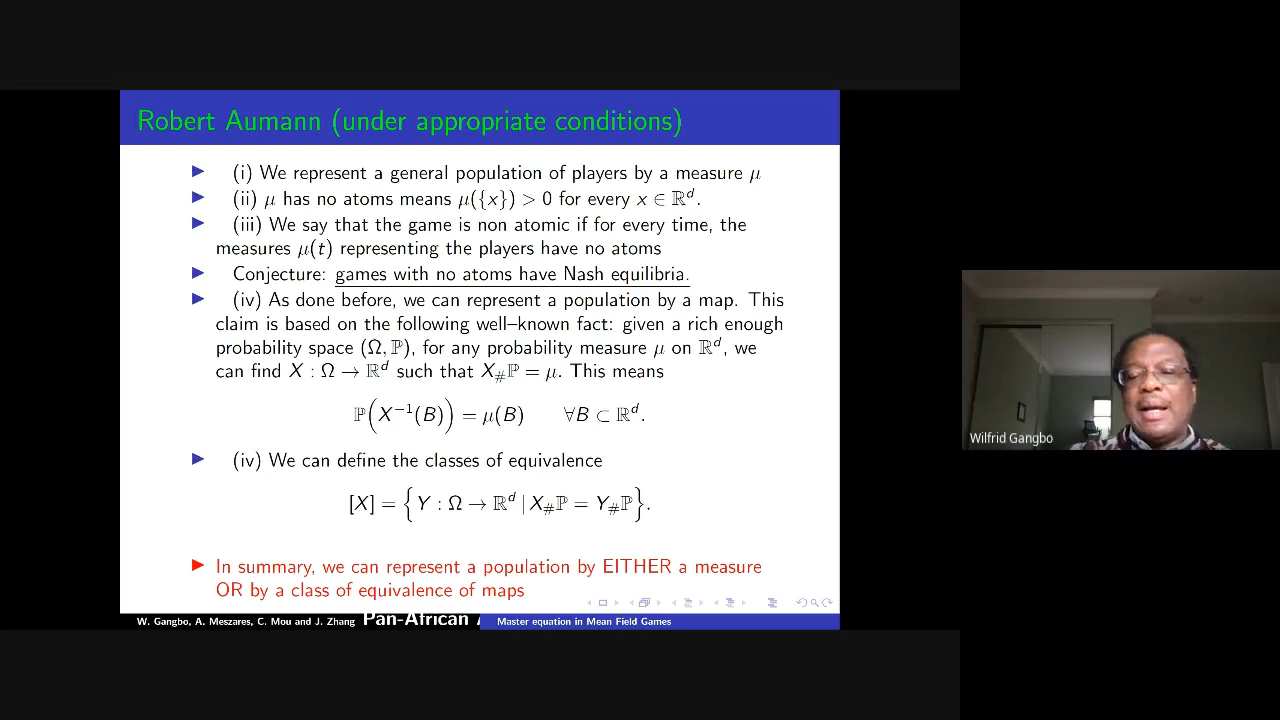 Robert Aumann (under appropriate conditions)
(i) We represent a general population of players by a measure μ
(ii) μ has no atoms means μ({x}) > 0 for every x ∈ ℝᵈ.
(iii) We say that the game is non atomic if for every time, the
measures μ(t) representing the players have no atoms
Conjecture: games with no atoms have Nash equilibria.
(iv) As done before, we can represent a population by a map. This
claim is based on the following well–known fact: given a rich enough
probability space (Ω, ℙ), for any probability measure μ on ℝᵈ, we
can find X : Ω → ℝᵈ such that X#ℙ = μ. This means
ℙ(X⁻¹(B)) = μ(B) ∀B ⊂ ℝᵈ.
(iv) We can define the classes of equivalence
[X] = {Y : Ω → ℝᵈ | X#ℙ = Y#ℙ}.
In summary, we can represent a population by EITHER a measure
OR by a class of equivalence of maps
W. Gangbo, A. Meszares, C. Mou and J. Zhang Pan-African Master equation in Mean Field Games
Wilfrid Gangbo